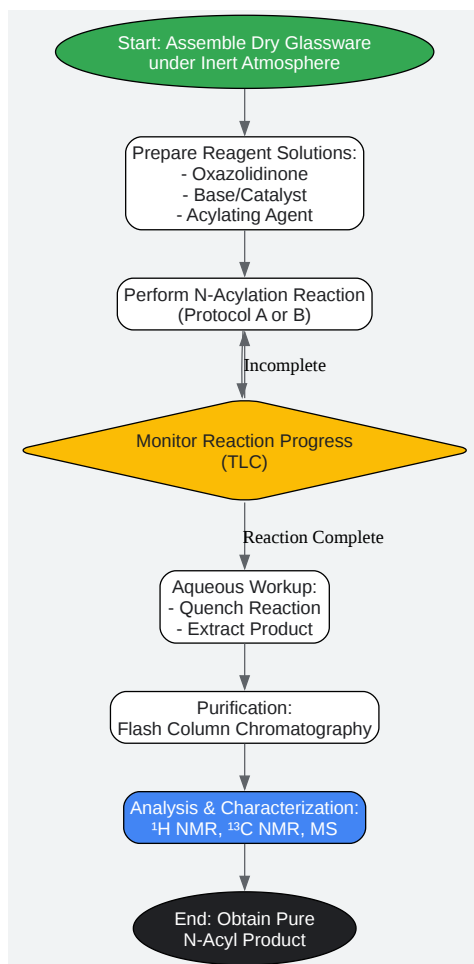 Start: Assemble Dry Glassware
under Inert Atmosphere
Prepare Reagent Solutions:
- Oxazolidinone
- Base/Catalyst
- Acylating Agent
Perform N-Acylation Reaction
(Protocol A or B)
Incomplete
Monitor Reaction Progress
(TLC)
Reaction Complete
Aqueous Workup:
- Quench Reaction
- Extract Product
Purification:
Flash Column Chromatography
Analysis & Characterization:
¹H NMR, ¹³C NMR, MS
End: Obtain Pure
N-Acyl Product